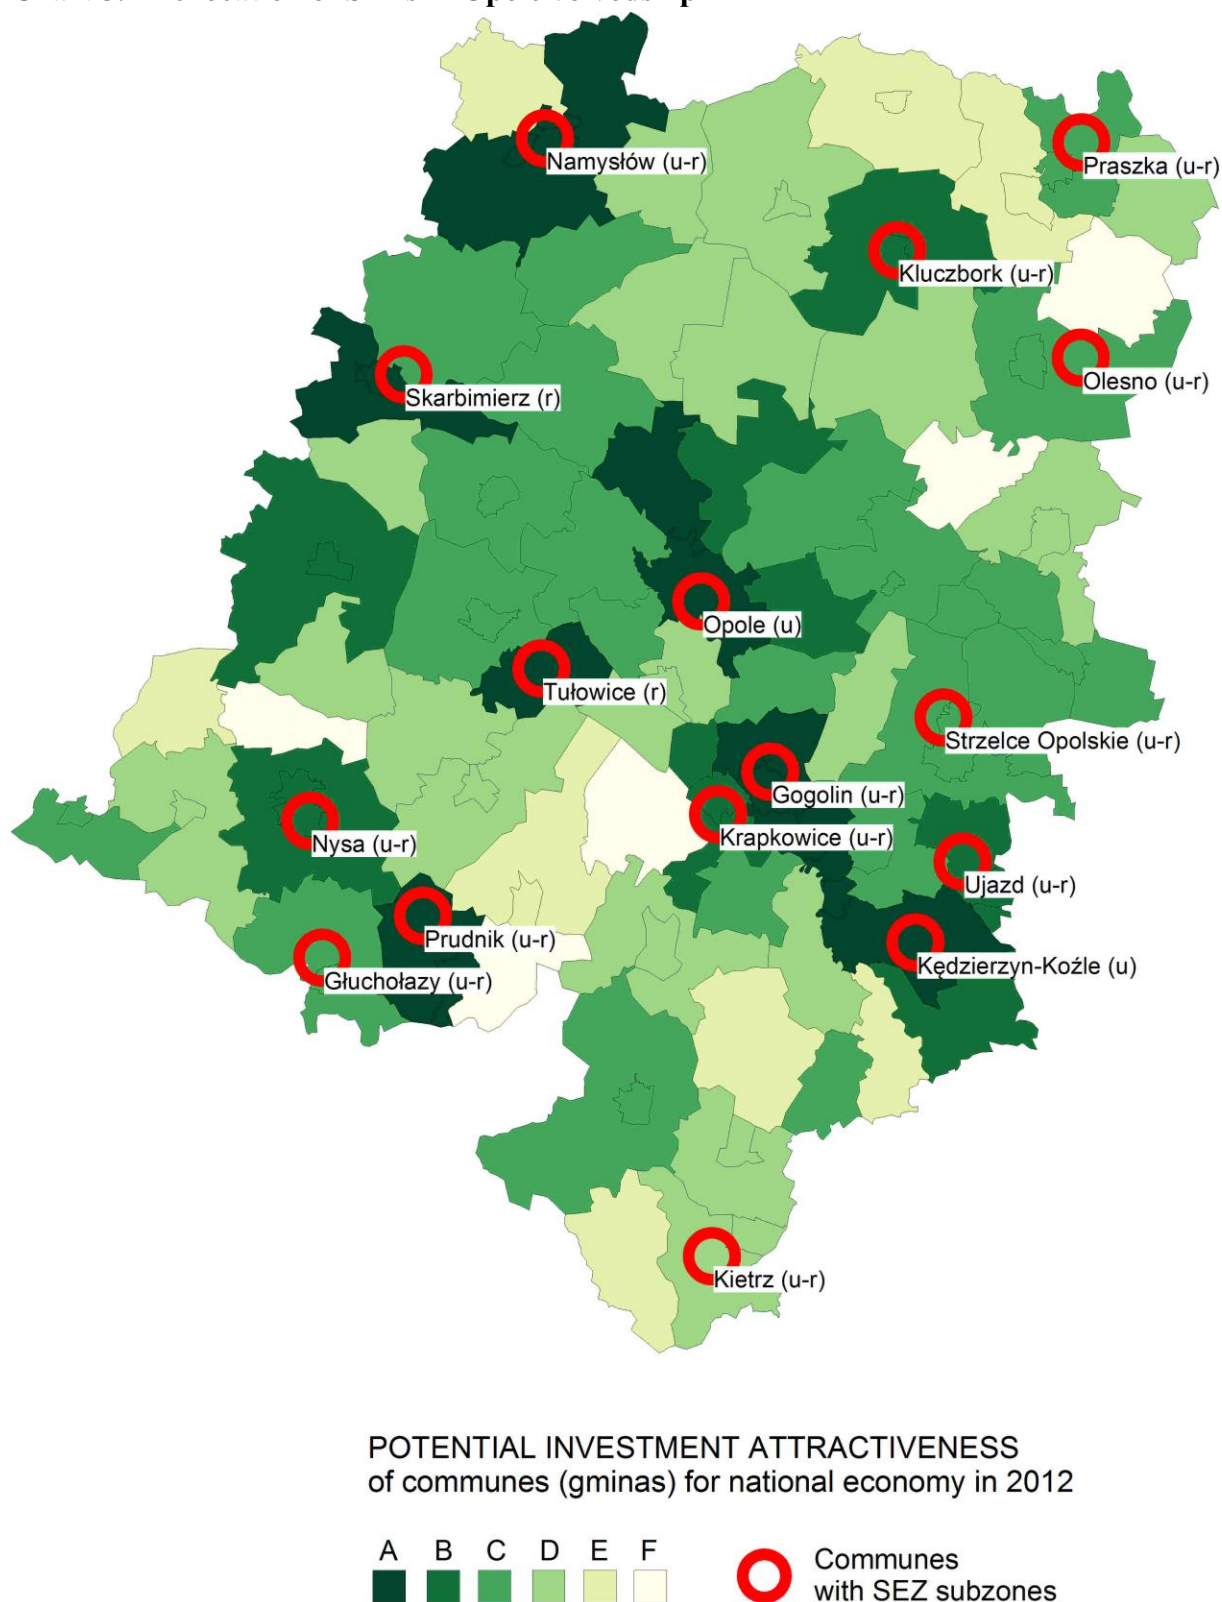 Namysłów (u-r)
Praszka (u-r)
Kluczbork (u-r)
Olesno (u-r)
Skarbimierz (r)
Opole (u)
Tułowice (r)
Strzelce Opolskie (u-r)
Gogolin (u-r)
Krapkowice (u-r)
Nysa (u-r)
Ujazd (u-r)
Prudnik (u-r)
Kędzierzyn-Koźle (u)
Głuchołazy (u-r)
Kietrz (u-r)
POTENTIAL INVESTMENT ATTRACTIVENESS
of communes (gminas) for national economy in 2012
A B C D E F
Communes
with SEZ subzones